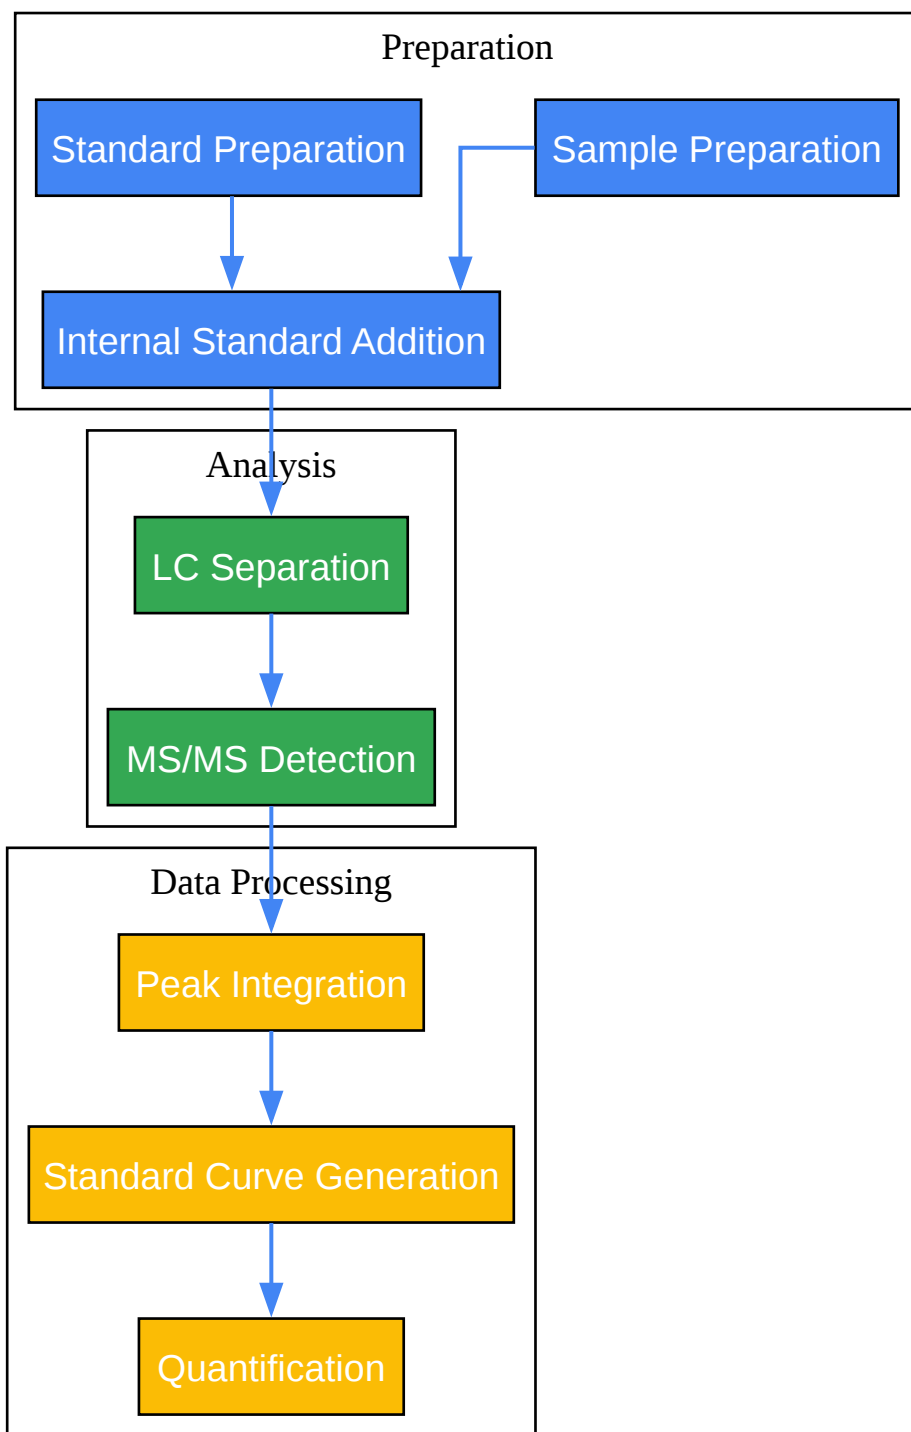 Preparation
Standard Preparation
Sample Preparation
Internal Standard Addition
Analysis
LC Separation
MS/MS Detection
Data Processing
Peak Integration
Standard Curve Generation
Quantification